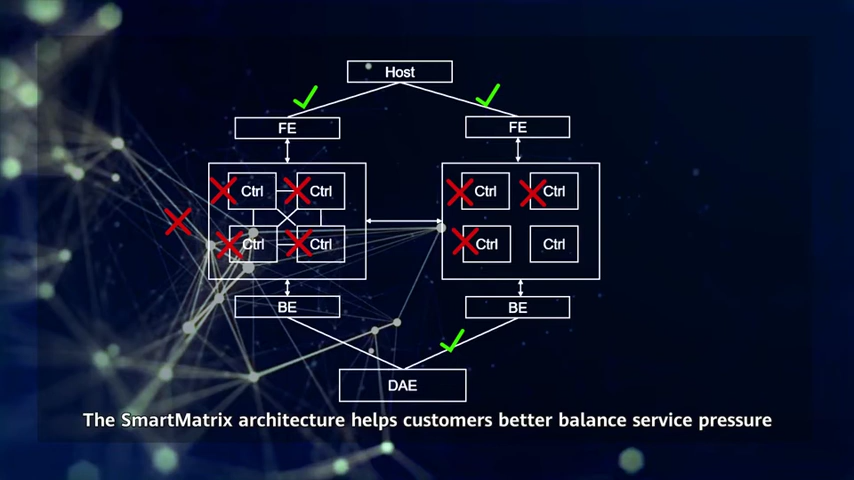 Host
FE
FE
Ctrl
Ctrl
Ctrl
Ctrl
Ctrl
Ctrl
Ctrl
Ctrl
BE
BE
DAE
The SmartMatrix architecture helps customers better balance service pressure